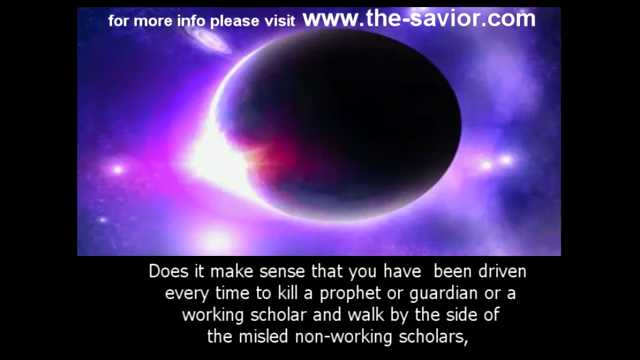 for more info please visit www.the-savior.com
Does it make sense that you have been driven
every time to kill a prophet or guardian or a
working scholar and walk by the side of
the misled non-working scholars,